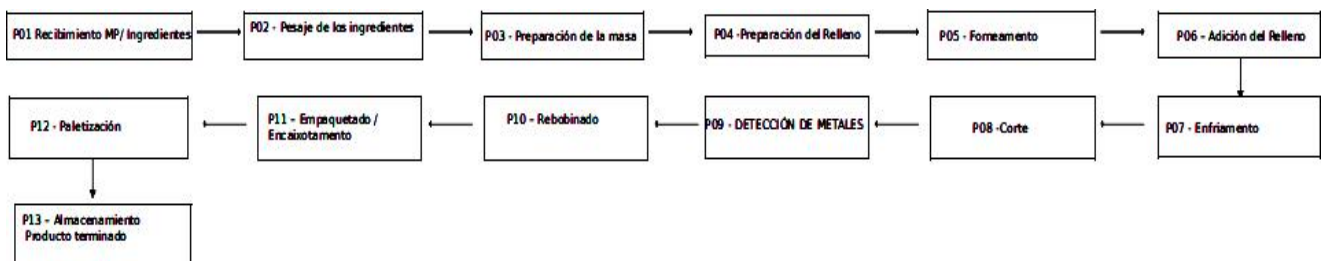 P01 Recibimiento MP/ Ingredientes
P02 - Pesaje de los ingredientes
P03 - Preparación de la masa
P04 -Preparación del Relleno
P05 - Forneamento
P06 – Adición del Relleno
P07 - Enfriamento
P08 -Corte
P09 - DETECCIÓN DE METALES
P10 – Rebobinado
P11 – Empaquetado /
Encaixotamento
P12 - Paletización
P13 – Almacenamiento
Producto terminado